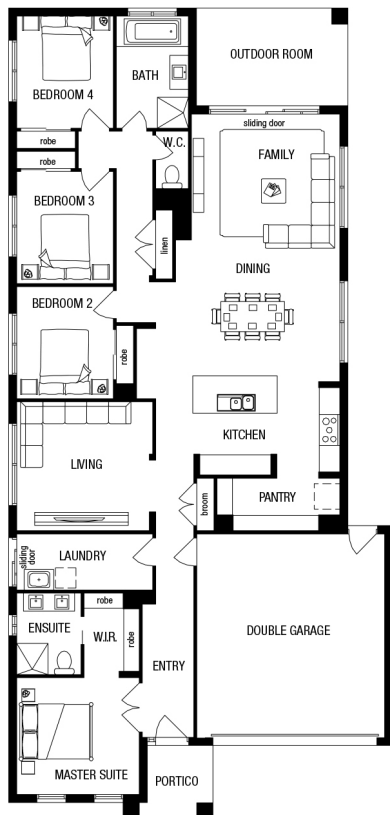 OUTDOOR ROOM
BATH
BEDROOM 4
sliding door
robe
W.C.
FAMILY
robe
BEDROOM 3
linen
DINING
BEDROOM 2
robe
KITCHEN
LIVING
broom
PANTRY
sliding
door
LAUNDRY
robe
ENSUITE
W.I.R.
robe
DOUBLE GARAGE
ENTRY
MASTER SUITE
PORTICO